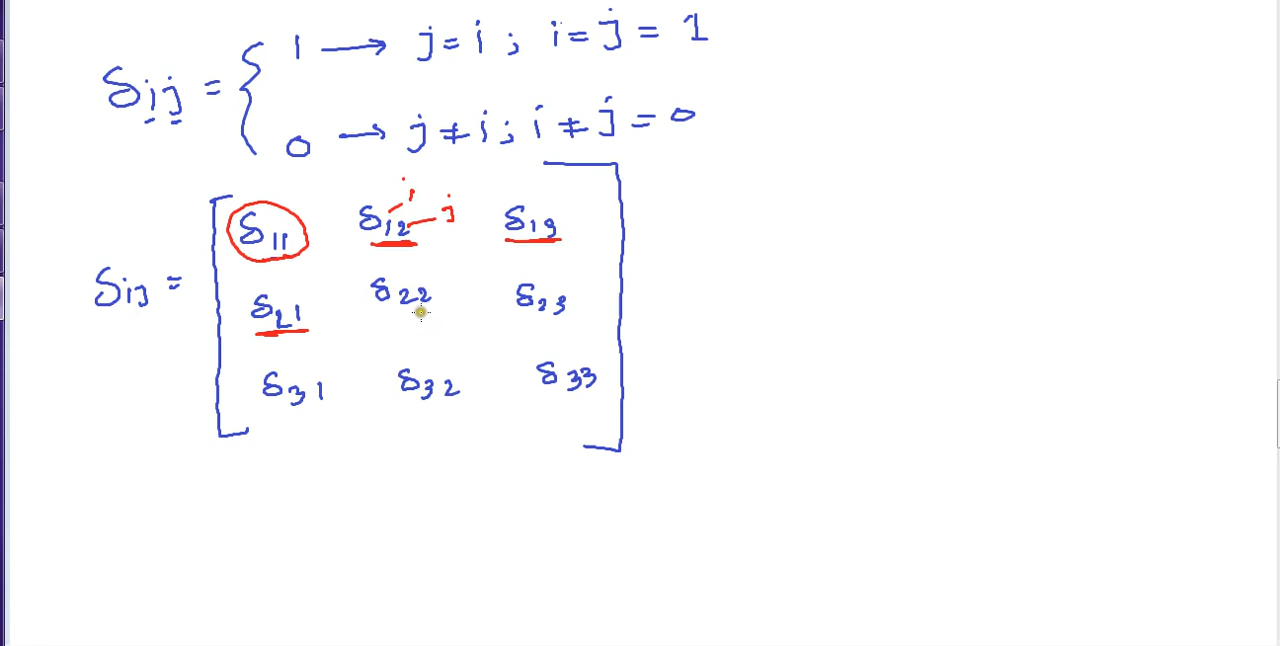 δij = { 1 → j=i ; i=j = 1
0 → j≠i ; i≠j = 0
i
δ11 δ12 j δ13
δij = δ21 δ22 δ23
δ31 δ32 δ33